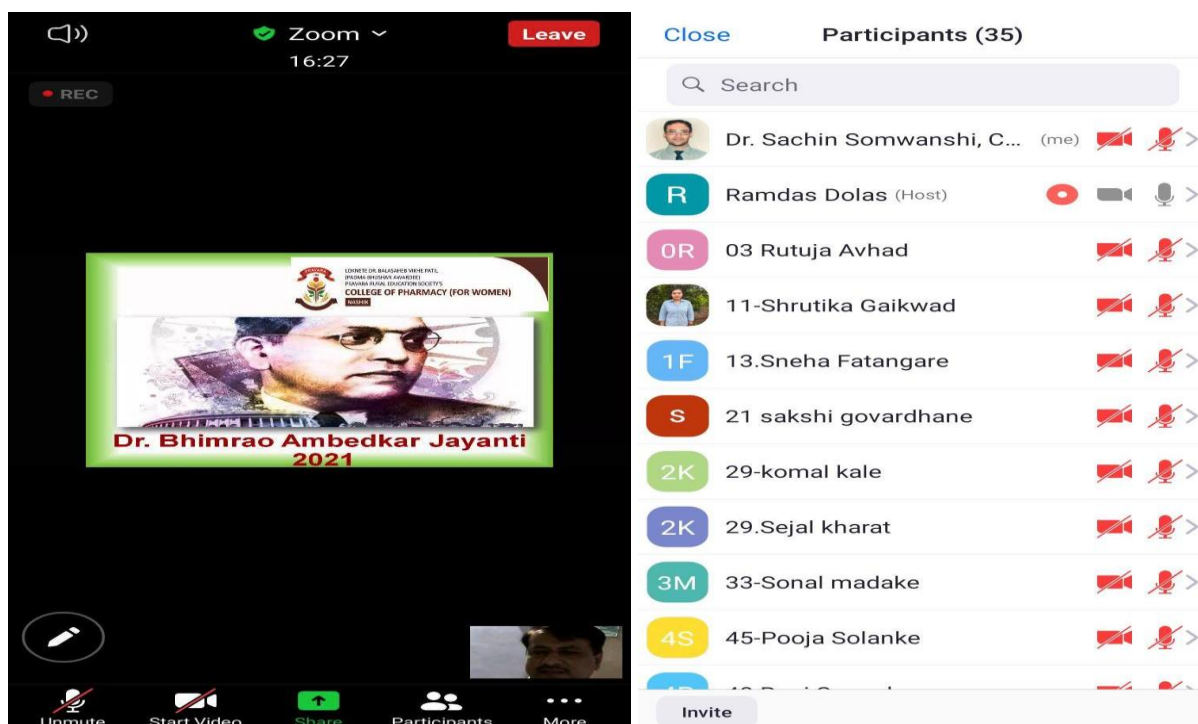 Zoom
Leave
16:27
REC
LOKNETE DR. BALASAHEB VIKHE PATIL
(PADMA BHUSHAN AWARDEE)
PRAVARA RURAL EDUCATION SOCIETY'S
COLLEGE OF PHARMACY (FOR WOMEN)
NASHIK
Dr. Bhimrao Ambedkar Jayanti
2021
Unmute
Start Video
Share
Participants
More
Close
Participants (35)
Search
Dr. Sachin Somwanshi, C... (me)
R
Ramdas Dolas (Host)
0R
03 Rutuja Avhad
11-Shrutika Gaikwad
1F
13.Sneha Fatangare
S
21 sakshi govardhane
2K
29-komal kale
2K
29.Sejal kharat
3M
33-Sonal madake
4S
45-Pooja Solanke
Invite